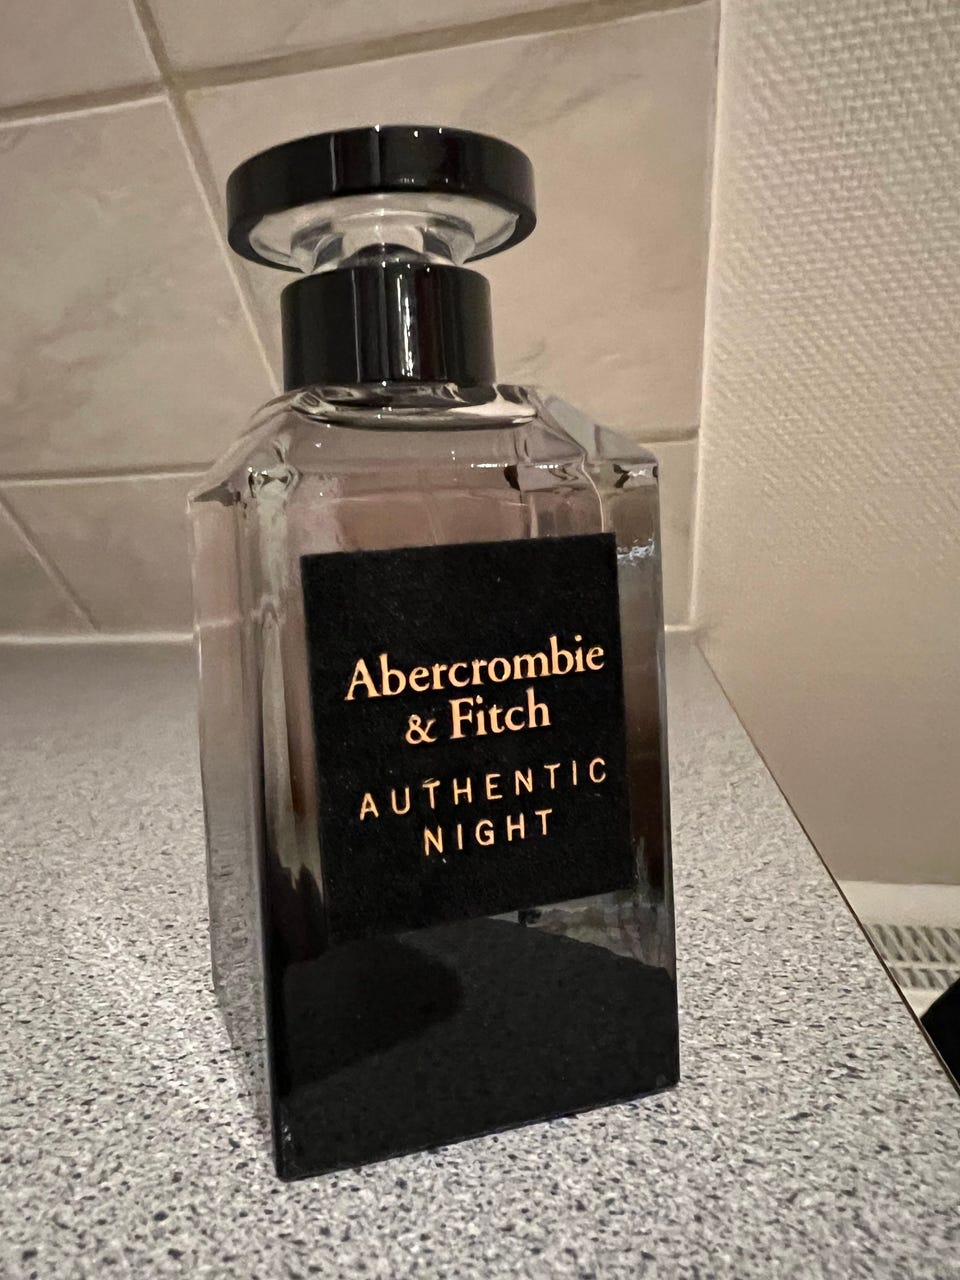 Abercrombie
& Fitch
AUTHENTIC
NIGHT